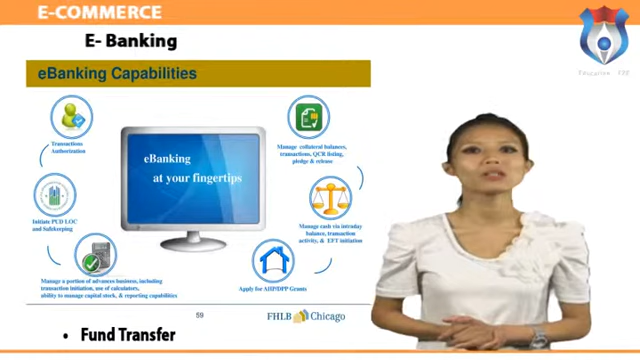 E-COMMERCE
E- Banking
eBanking Capabilities
Transactions
Authorization
Initiate PCD LOC
and Safekeeping
Manage a portion of advances business, including
transaction initiation, use of calculators,
ability to manage capital stock, & reporting capabilities
eBanking
at your fingertips
Manage collateral balances,
transactions, QCR listing,
pledge & release
Manage cash via intraday
balance, transaction
activity, & EFT initiation
Apply for AHP/DPP Grants
59
FHLB Chicago
• Fund Transfer